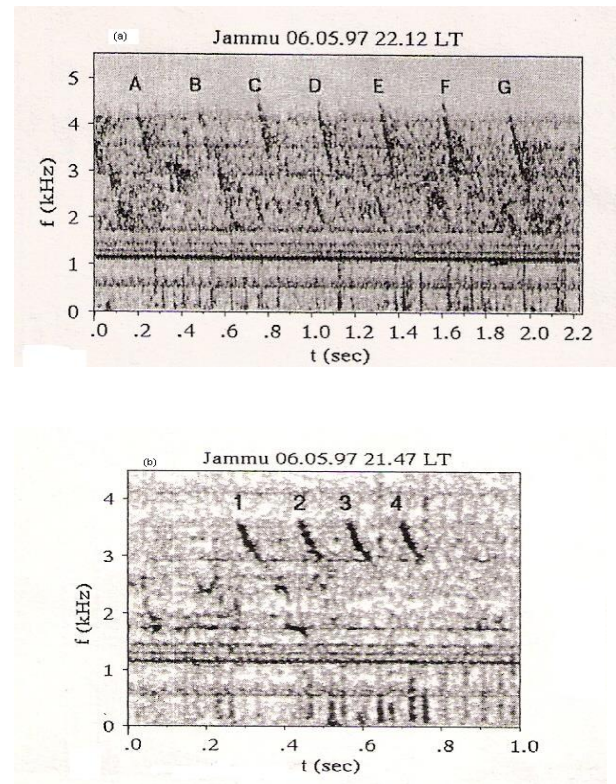 (a) Jammu 06.05.97 22.12 LT
5
A B C D E F G
4
3
f (kHz)
2
1
0
.0 .2 .4 .6 .8 1.0 1.2 1.4 1.6 1.8 2.0 2.2
t (sec)
(b) Jammu 06.05.97 21.47 LT
4
1 2 3 4
3
f (kHz)
2
1
0
.0 .2 .4 .6 .8 1.0
t (sec)